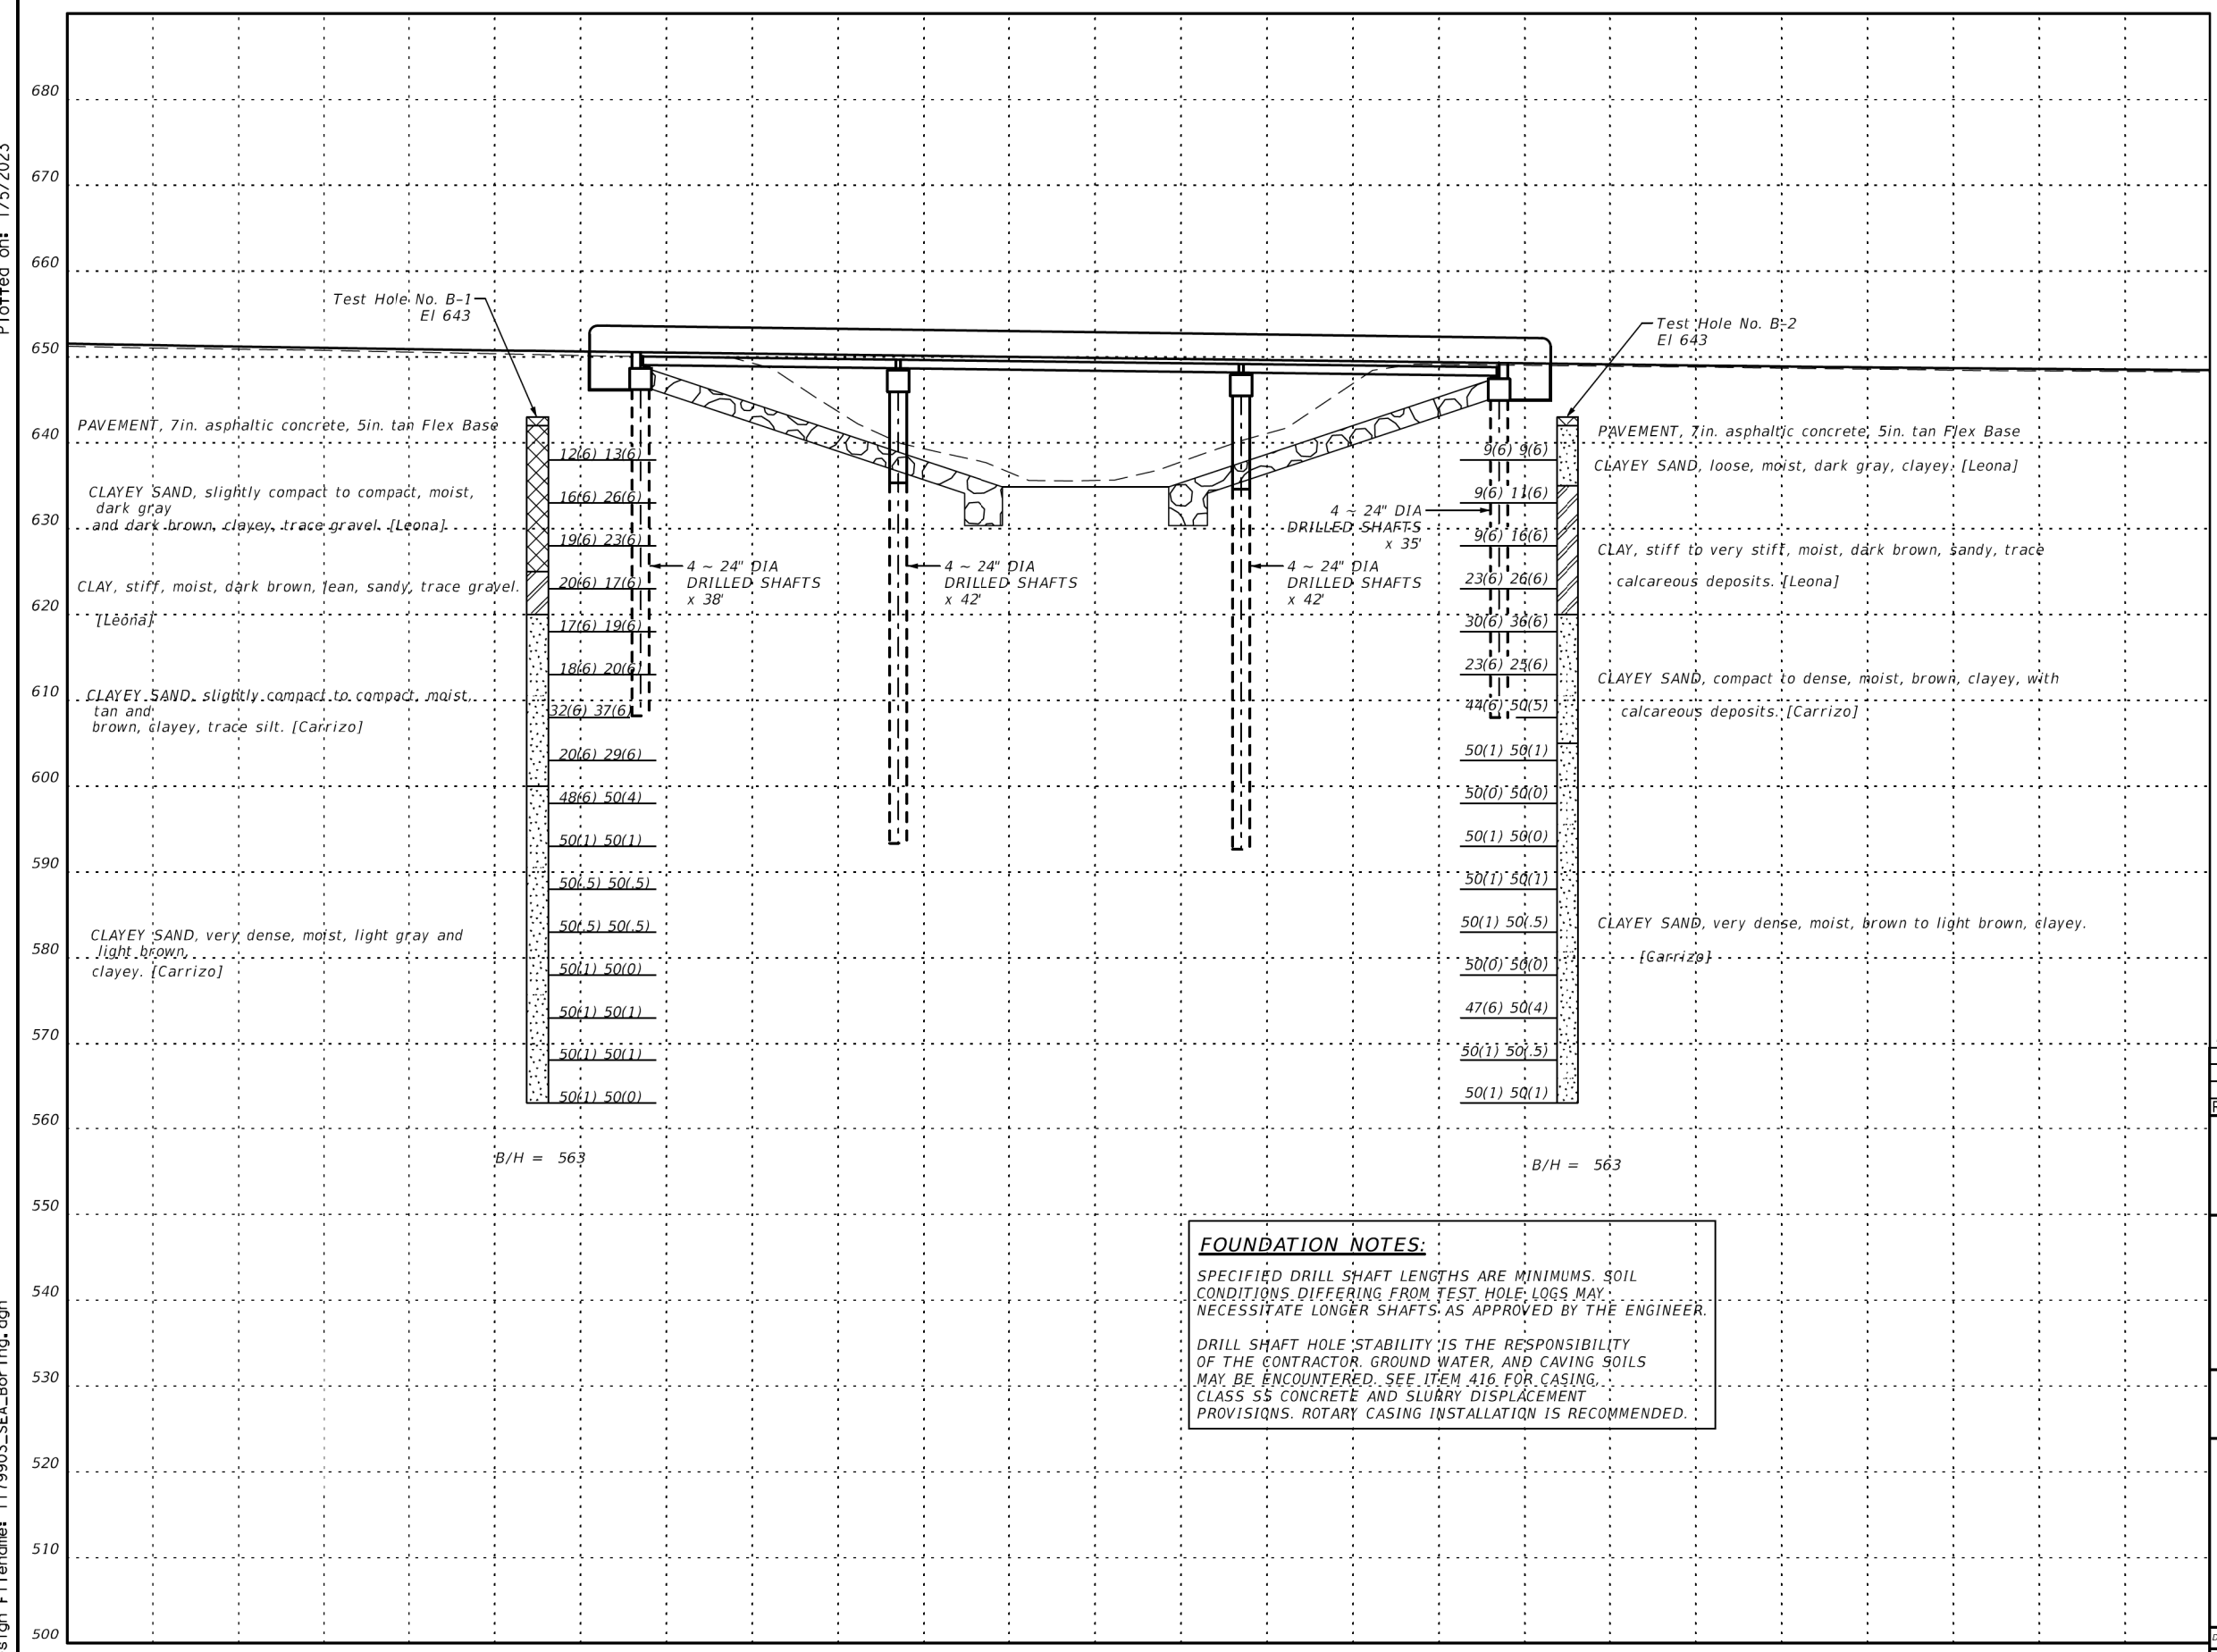 Plotted on: 1/5/2023
680
670
660
650
640
630
620
610
600
590
580
570
560
550
540
530
520
510
500
Test Hole No. B-1
El 643
PAVEMENT, 7in. asphaltic concrete, 5in. tan Flex Base
CLAYEY SAND, slightly compact to compact, moist,
dark gray
and dark brown, clayey, trace gravel. [Leona]
CLAY, stiff, moist, dark brown, lean, sandy, trace gravel.
[Leona]
CLAYEY SAND, slightly compact to compact, moist,
tan and
brown, clayey, trace silt. [Carrizo]
CLAYEY SAND, very dense, moist, light gray and
light brown,
clayey. [Carrizo]
12(6) 13(6)
16(6) 26(6)
19(6) 23(6)
20(6) 17(6)
17(6) 19(6)
18(6) 20(6)
32(6) 37(6)
20(6) 29(6)
48(6) 50(4)
50(1) 50(1)
50(.5) 50(.5)
50(.5) 50(.5)
50(1) 50(0)
50(1) 50(1)
50(1) 50(1)
50(1) 50(0)
B/H = 563
4 ~ 24" DIA
DRILLED SHAFTS
x 38'
4 ~ 24" DIA
DRILLED SHAFTS
x 42'
4 ~ 24" DIA
DRILLED SHAFTS
x 42'
4 ~ 24" DIA
DRILLED SHAFTS
x 35'
Test Hole No. B-2
El 643
9(6) 9(6)
9(6) 11(6)
9(6) 16(6)
23(6) 26(6)
30(6) 36(6)
23(6) 25(6)
44(6) 50(5)
50(1) 50(1)
50(0) 50(0)
50(1) 50(0)
50(1) 50(1)
50(1) 50(.5)
50(0) 50(0)
47(6) 50(4)
50(1) 50(.5)
50(1) 50(1)
PAVEMENT, 7in. asphaltic concrete, 5in. tan Flex Base
CLAYEY SAND, loose, moist, dark gray, clayey. [Leona]
CLAY, stiff to very stiff, moist, dark brown, sandy, trace
calcareous deposits. [Leona]
CLAYEY SAND, compact to dense, moist, brown, clayey, with
calcareous deposits. [Carrizo]
CLAYEY SAND, very dense, moist, brown to light brown, clayey.
[Carrizo]
B/H = 563
FOUNDATION NOTES:
SPECIFIED DRILL SHAFT LENGTHS ARE MINIMUMS. SOIL
CONDITIONS DIFFERING FROM TEST HOLE LOGS MAY
NECESSITATE LONGER SHAFTS AS APPROVED BY THE ENGINEER.
DRILL SHAFT HOLE STABILITY IS THE RESPONSIBILITY
OF THE CONTRACTOR. GROUND WATER, AND CAVING SOILS
MAY BE ENCOUNTERED. SEE ITEM 416 FOR CASING,
CLASS SS CONCRETE AND SLURRY DISPLACEMENT
PROVISIONS. ROTARY CASING INSTALLATION IS RECOMMENDED.